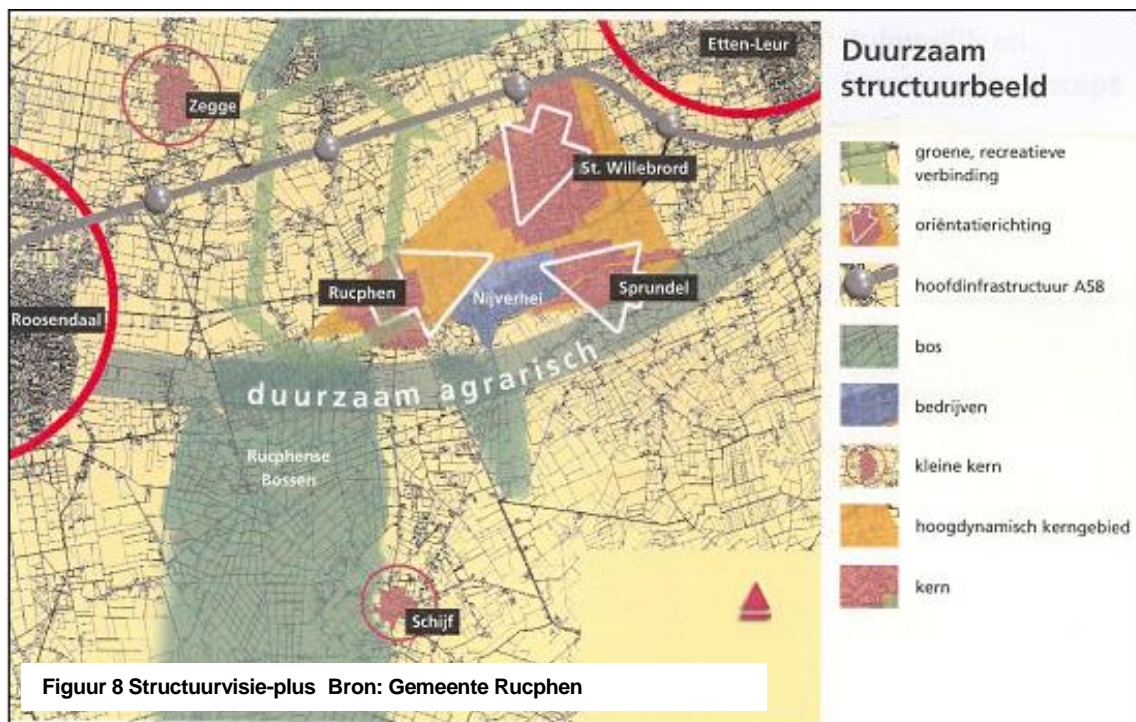 Etten-Leur
Zegge
St. Willebrord
Rucphen
Nijverhei
Sprundel
Roosendaal
duurzaam agrarisch
Rucphense
Bossen
Schijf
Duurzaam
structuurbeeld
groene, recreatieve
verbinding
oriëntatierichting
hoofdinfrastructuur A58
bos
bedrijven
kleine kern
hoogdynamisch kerngebied
kern
Figuur 8 Structuurvisie-plus Bron: Gemeente Rucphen